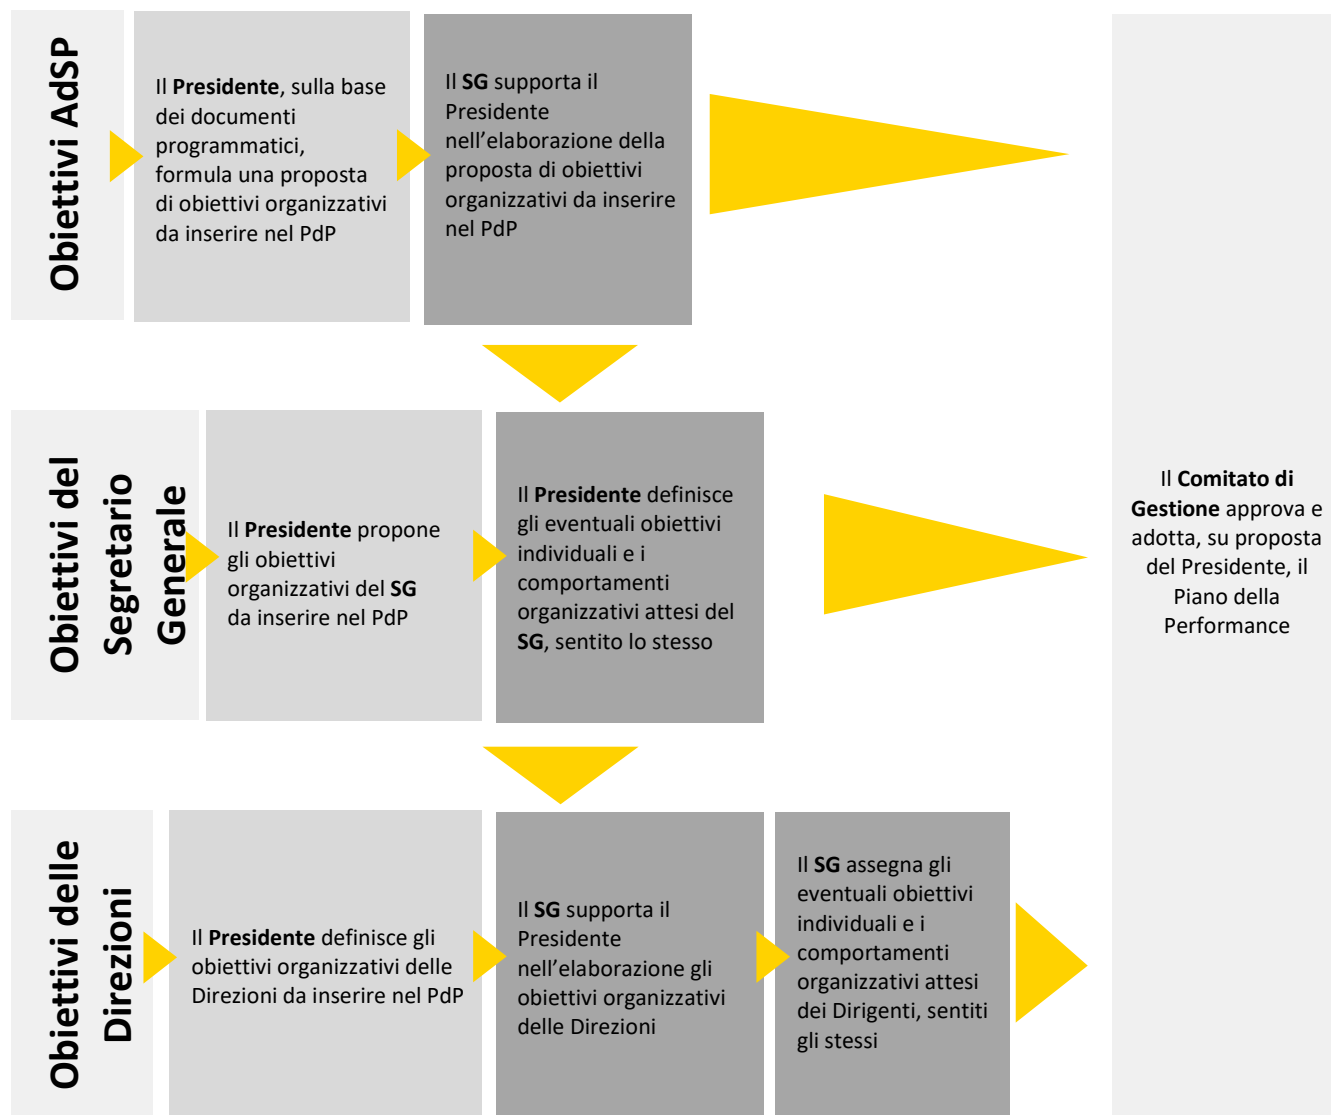 Obiettivi AdSP
Il Presidente, sulla base
dei documenti
programmatici,
formula una proposta
di obiettivi organizzativi
da inserire nel PdP
Il SG supporta il
Presidente
nell’elaborazione della
proposta di obiettivi
organizzativi da inserire
nel PdP
Obiettivi del
Segretario
Generale
Il Presidente propone
gli obiettivi
organizzativi del SG
da inserire nel PdP
Il Presidente definisce
gli eventuali obiettivi
individuali e i
comportamenti
organizzativi attesi del
SG, sentito lo stesso
Obiettivi delle
Direzioni
Il Presidente definisce gli
obiettivi organizzativi delle
Direzioni da inserire nel PdP
Il SG supporta il
Presidente
nell’elaborazione gli
obiettivi organizzativi
delle Direzioni
Il SG assegna gli
eventuali obiettivi
individuali e i
comportamenti
organizzativi attesi
dei Dirigenti, sentiti
gli stessi
Il Comitato di
Gestione approva e
adotta, su proposta
del Presidente, il
Piano della
Performance